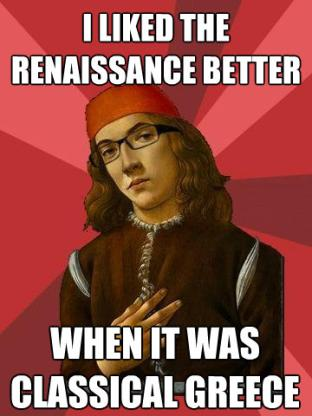 I LIKED THE
RENAISSANCE BETTER
WHEN IT WAS
CLASSICAL GREECE